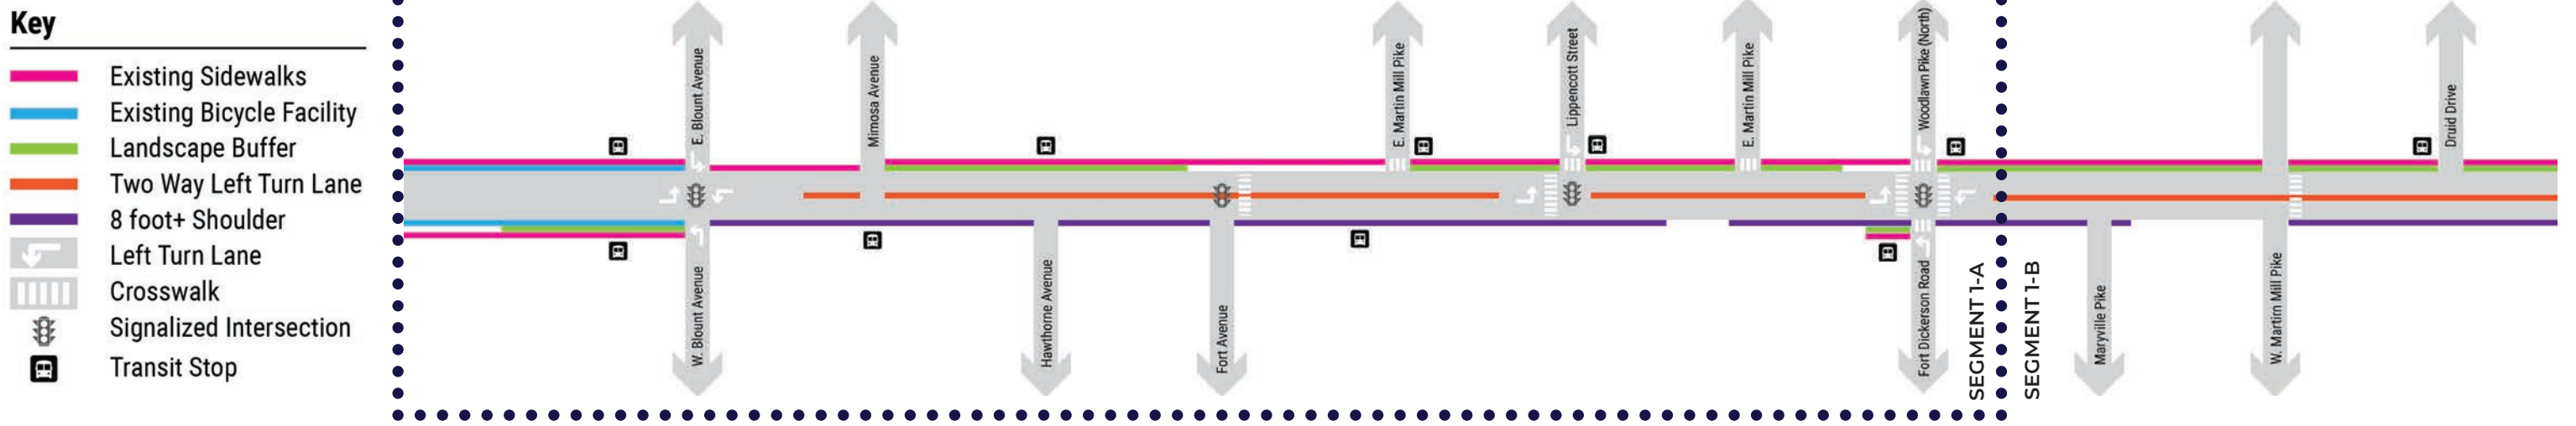 Key
Existing Sidewalks
Existing Bicycle Facility
Landscape Buffer
Two Way Left Turn Lane
8 foot+ Shoulder
Left Turn Lane
Crosswalk
Signalized Intersection
Transit Stop
E. Blount Avenue
Mimosa Avenue
E. Martin Mill Pike
Lippencott Street
E. Martin Mill Pike
Woodlawn Pike (North)
Druid Drive
W. Blount Avenue
Hawthorne Avenue
Fort Avenue
Fort Dickerson Road
SEGMENT 1-A
SEGMENT 1-B
Maryville Pike
W. Martin Mill Pike